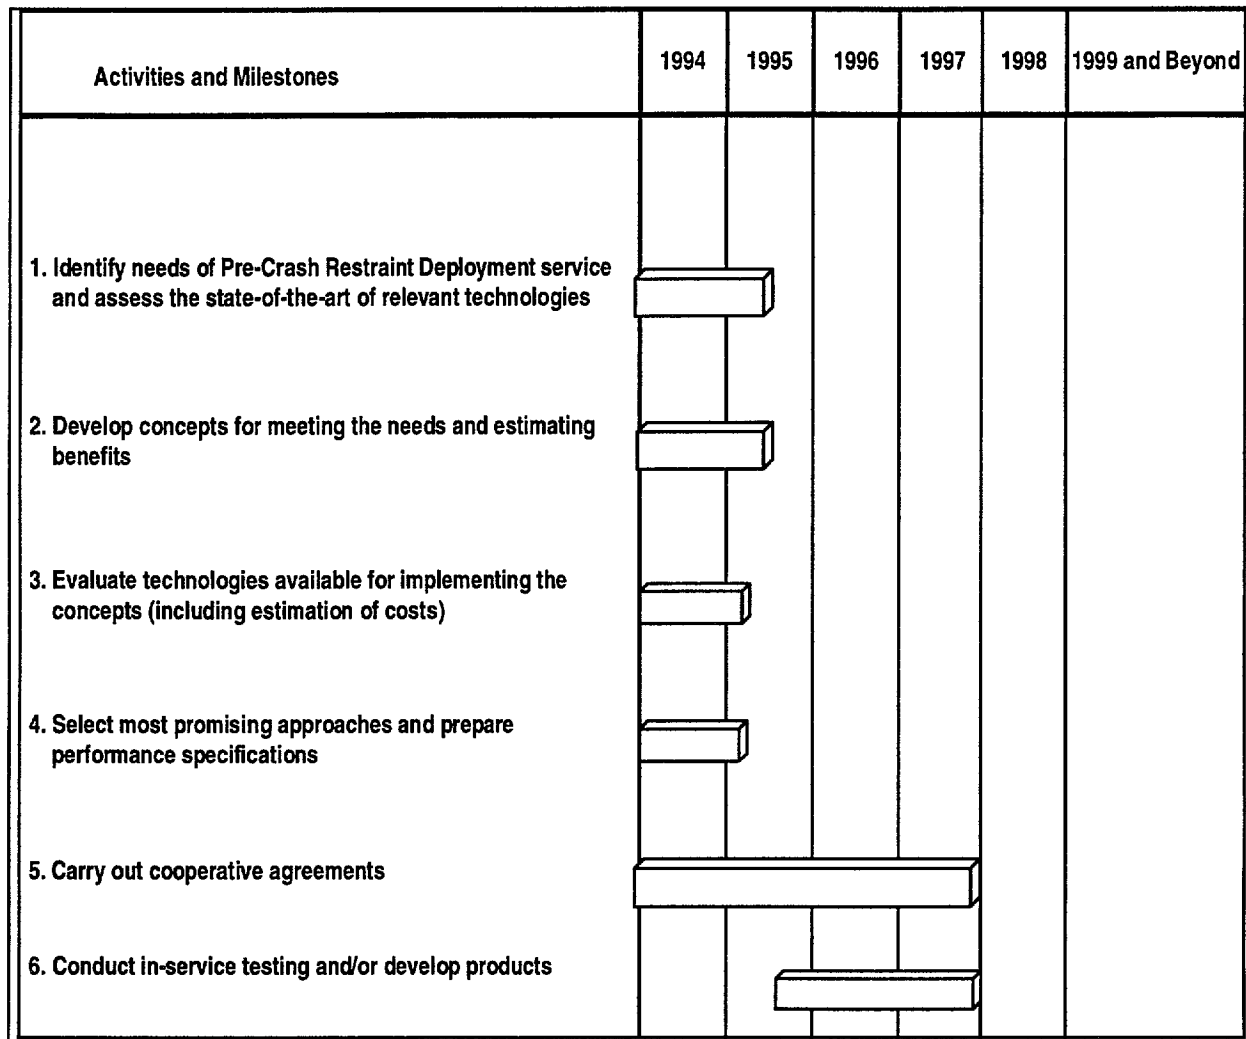 Activities and Milestones
1994
1995
1996
1997
1998
1999 and Beyond
1. Identify needs of Pre-Crash Restraint Deployment service
and assess the state-of-the-art of relevant technologies
2. Develop concepts for meeting the needs and estimating
benefits
3. Evaluate technologies available for implementing the
concepts (including estimation of costs)
4. Select most promising approaches and prepare
performance specifications
5. Carry out cooperative agreements
6. Conduct in-service testing and/or develop products